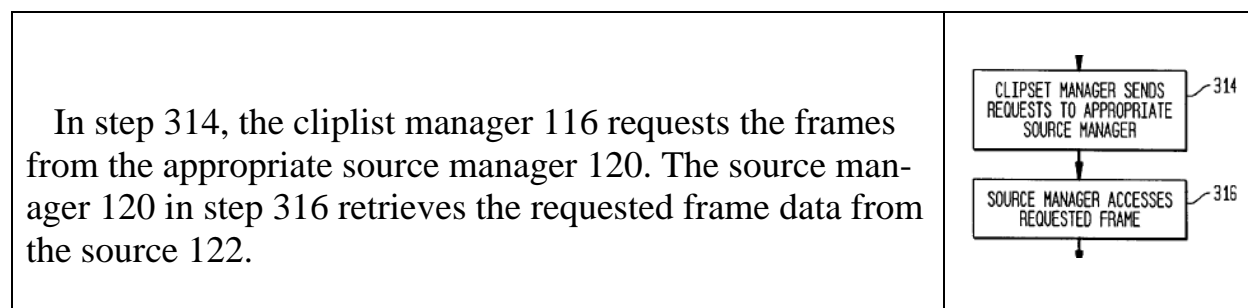 In step 314, the cliplist manager 116 requests the frames
from the appropriate source manager 120. The source man-
ager 120 in step 316 retrieves the requested frame data from
the source 122.
CLIPSET MANAGER SENDS
REQUESTS TO APPROPRIATE
SOURCE MANAGER
314
SOURCE MANAGER ACCESSES
REQUESTED FRAME
316